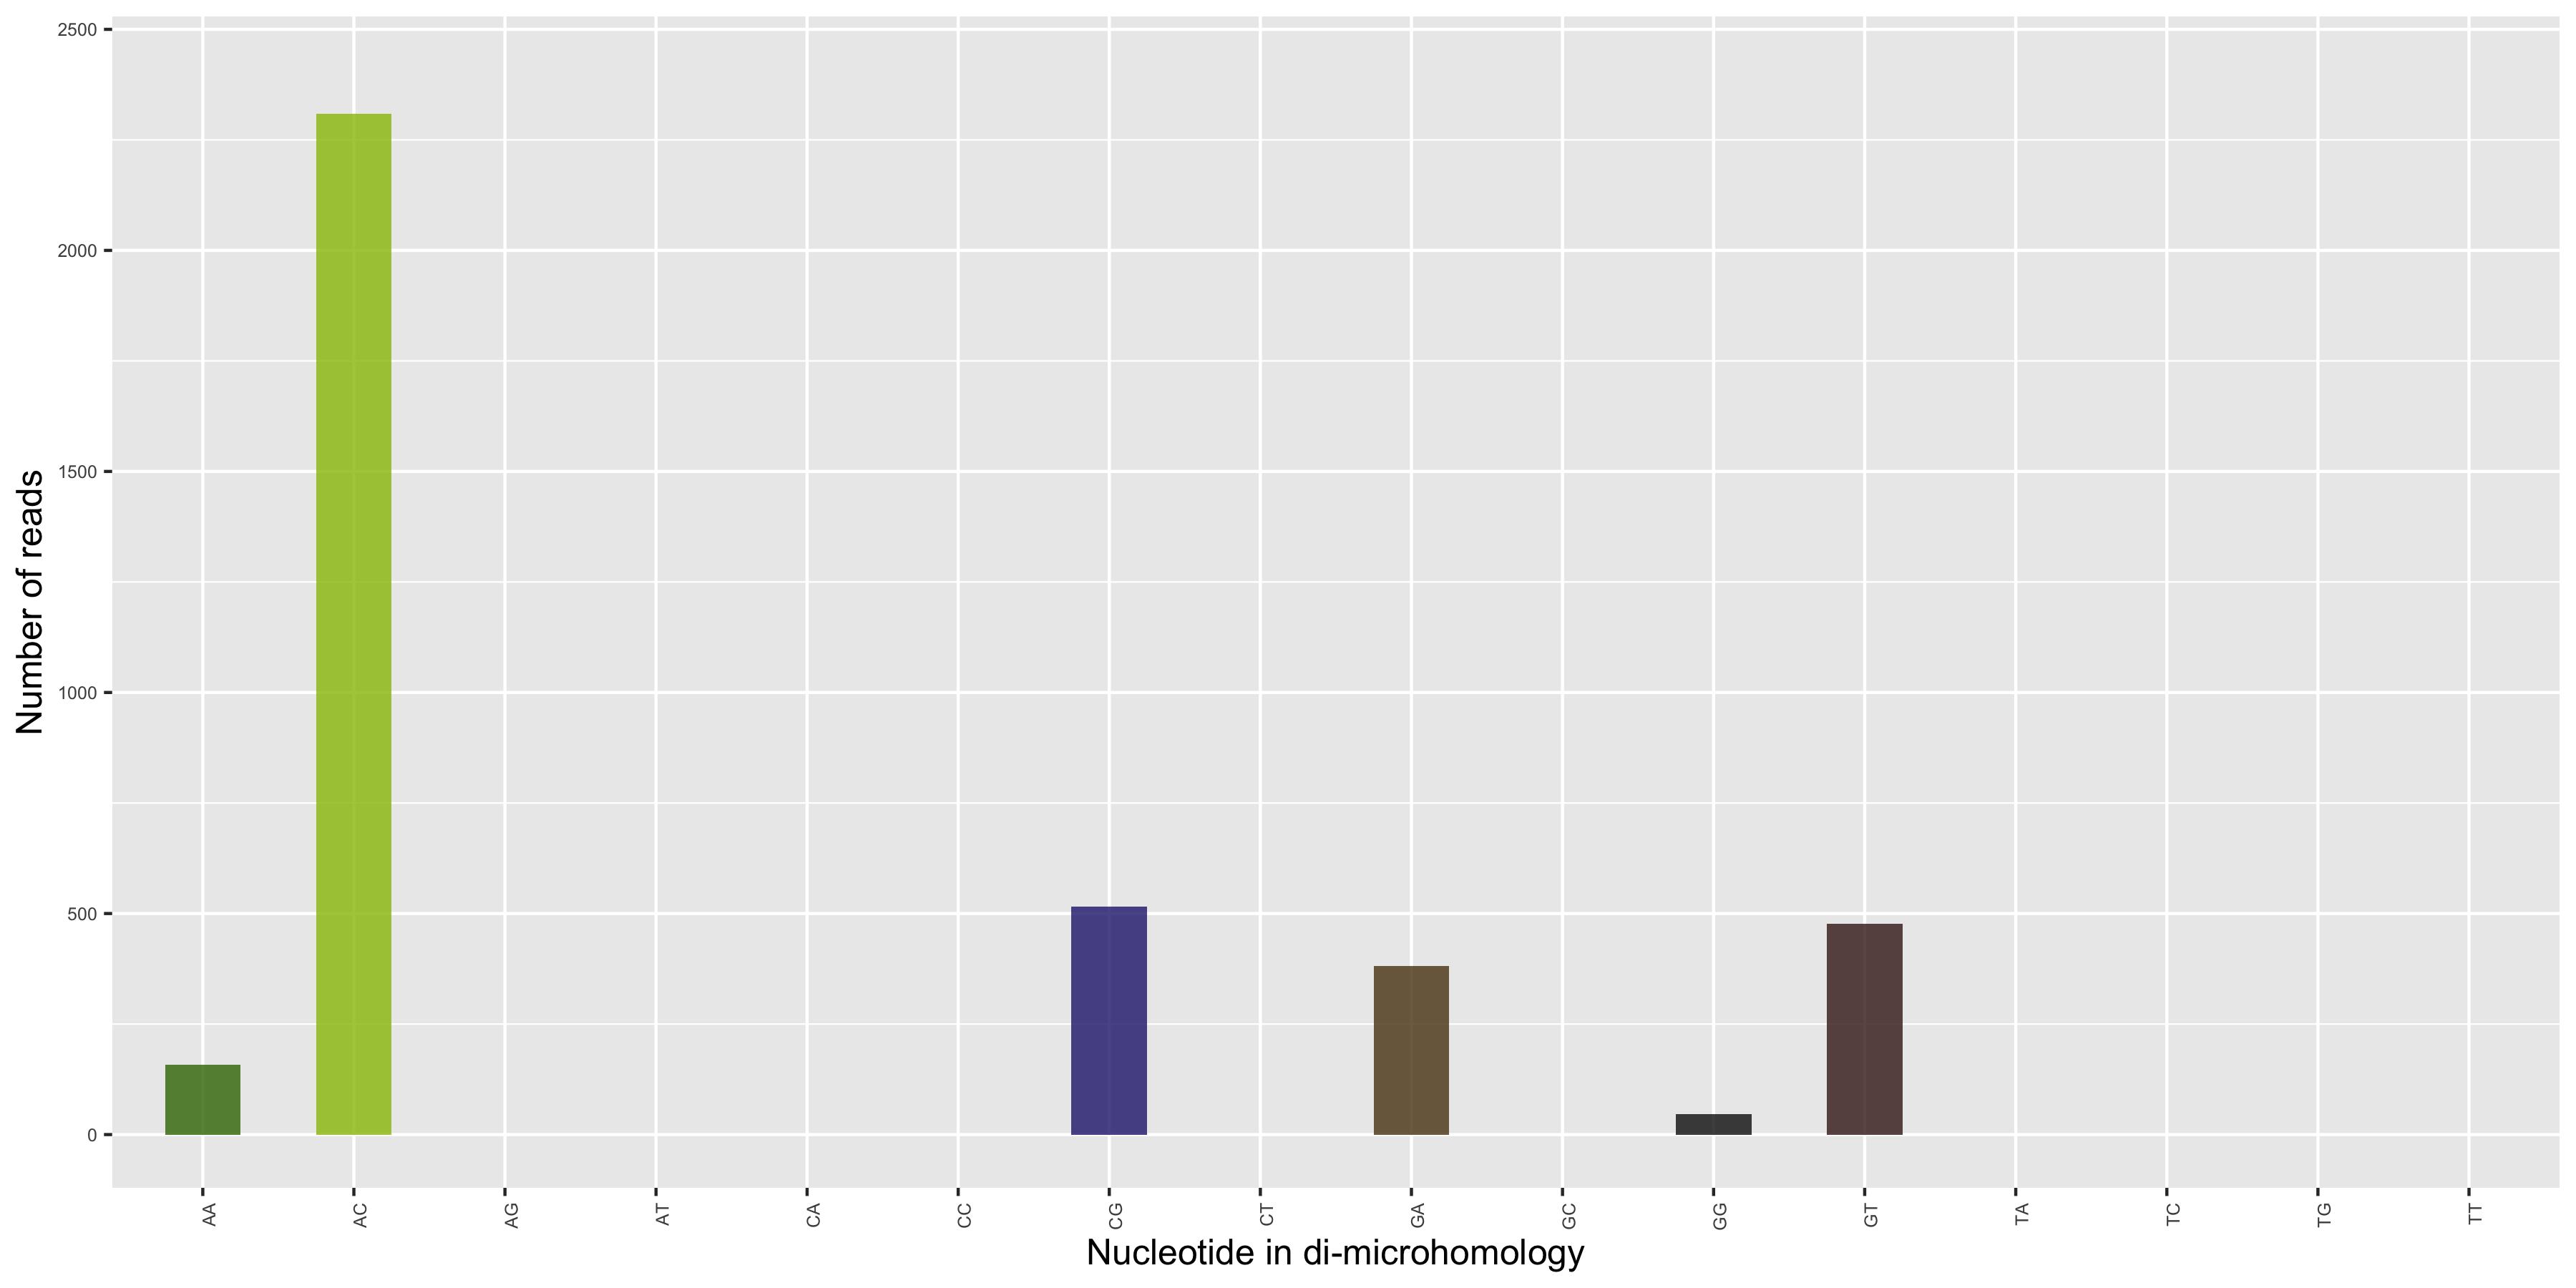 2500
2000
1500
1000
500
0
Number of reads
AA AC AG AT CA CC CG CT GA GC GG GT TA TC TG TT
Nucleotide in di-microhomology